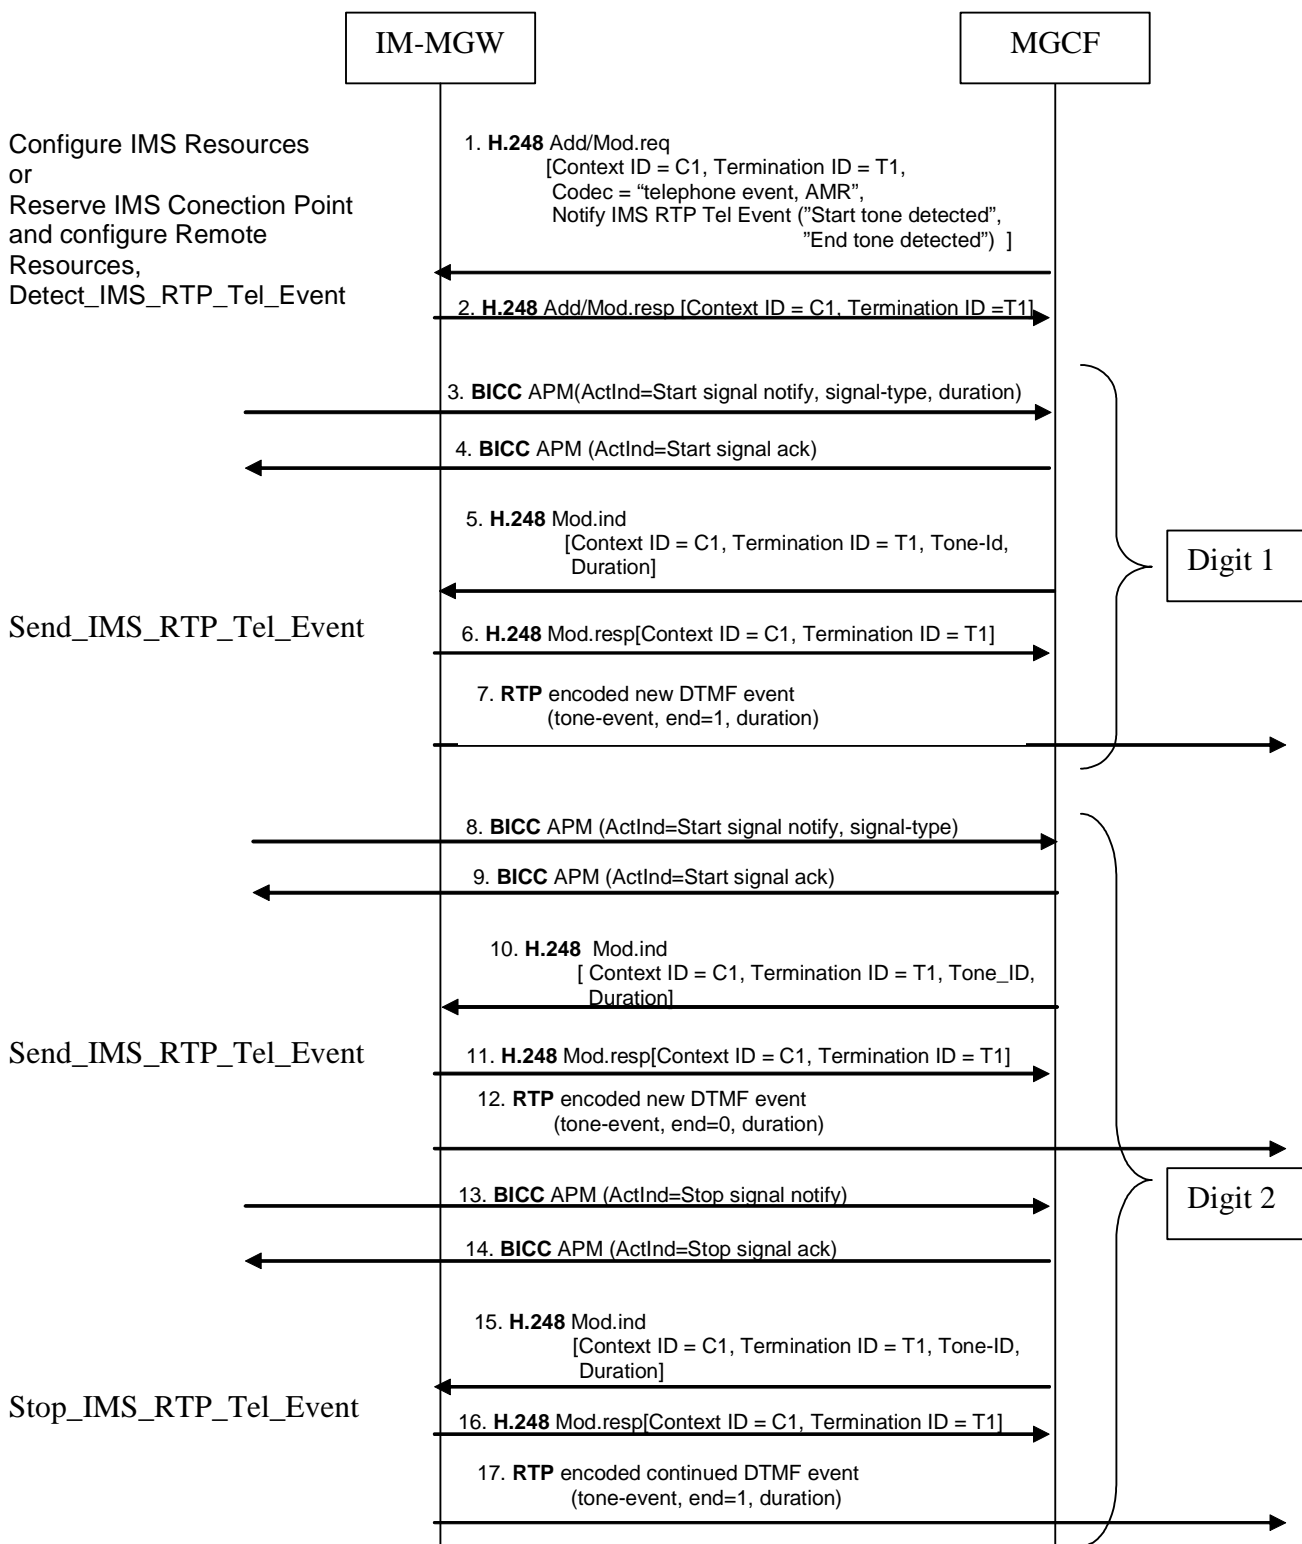 IM-MGW
MGCF
Configure IMS Resources
or
Reserve IMS Conection Point
and configure Remote
Resources,
Detect_IMS_RTP_Tel_Event
1. H.248 Add/Mod.req
[Context ID = C1, Termination ID = T1,
Codec = “telephone event, AMR”,
Notify IMS RTP Tel Event (”Start tone detected”,
”End tone detected”) ]
2. H.248 Add/Mod.resp [Context ID = C1, Termination ID =T1]
3. BICC APM(ActInd=Start signal notify, signal-type, duration)
4. BICC APM (ActInd=Start signal ack)
5. H.248 Mod.ind
[Context ID = C1, Termination ID = T1, Tone-Id,
Duration]
Digit 1
Send_IMS_RTP_Tel_Event
6. H.248 Mod.resp[Context ID = C1, Termination ID = T1]
7. RTP encoded new DTMF event
(tone-event, end=1, duration)
8. BICC APM (ActInd=Start signal notify, signal-type)
9. BICC APM (ActInd=Start signal ack)
10. H.248 Mod.ind
[ Context ID = C1, Termination ID = T1, Tone_ID,
Duration]
Send_IMS_RTP_Tel_Event
11. H.248 Mod.resp[Context ID = C1, Termination ID = T1]
12. RTP encoded new DTMF event
(tone-event, end=0, duration)
13. BICC APM (ActInd=Stop signal notify)
Digit 2
14. BICC APM (ActInd=Stop signal ack)
15. H.248 Mod.ind
[Context ID = C1, Termination ID = T1, Tone-ID,
Duration]
Stop_IMS_RTP_Tel_Event
16. H.248 Mod.resp[Context ID = C1, Termination ID = T1]
17. RTP encoded continued DTMF event
(tone-event, end=1, duration)